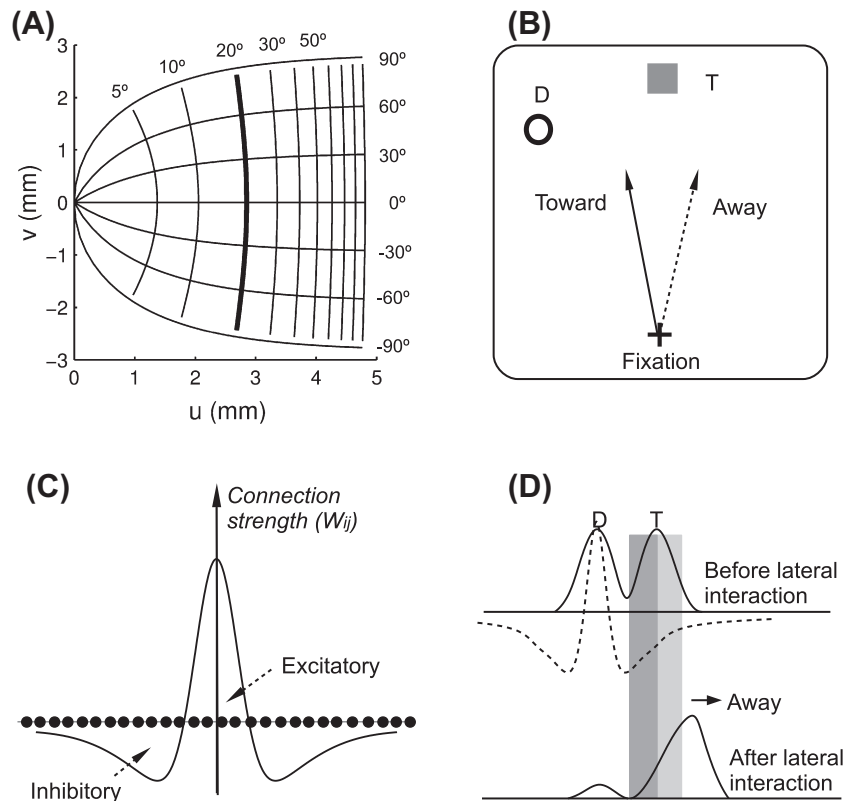 (A)
3
2
1
0
−1
−2
−3
v (mm)
0 1 2 3 4 5
u (mm)
5º 10º 20º 30º 50º
90º
60º
30º
0º
-30º
-60º
-90º
(B)
D
T
Toward
Away
Fixation
(C)
Connection
strength (Wij)
Excitatory
Inhibitory
(D)
D T
Before lateral
interaction
Away
After lateral
interaction